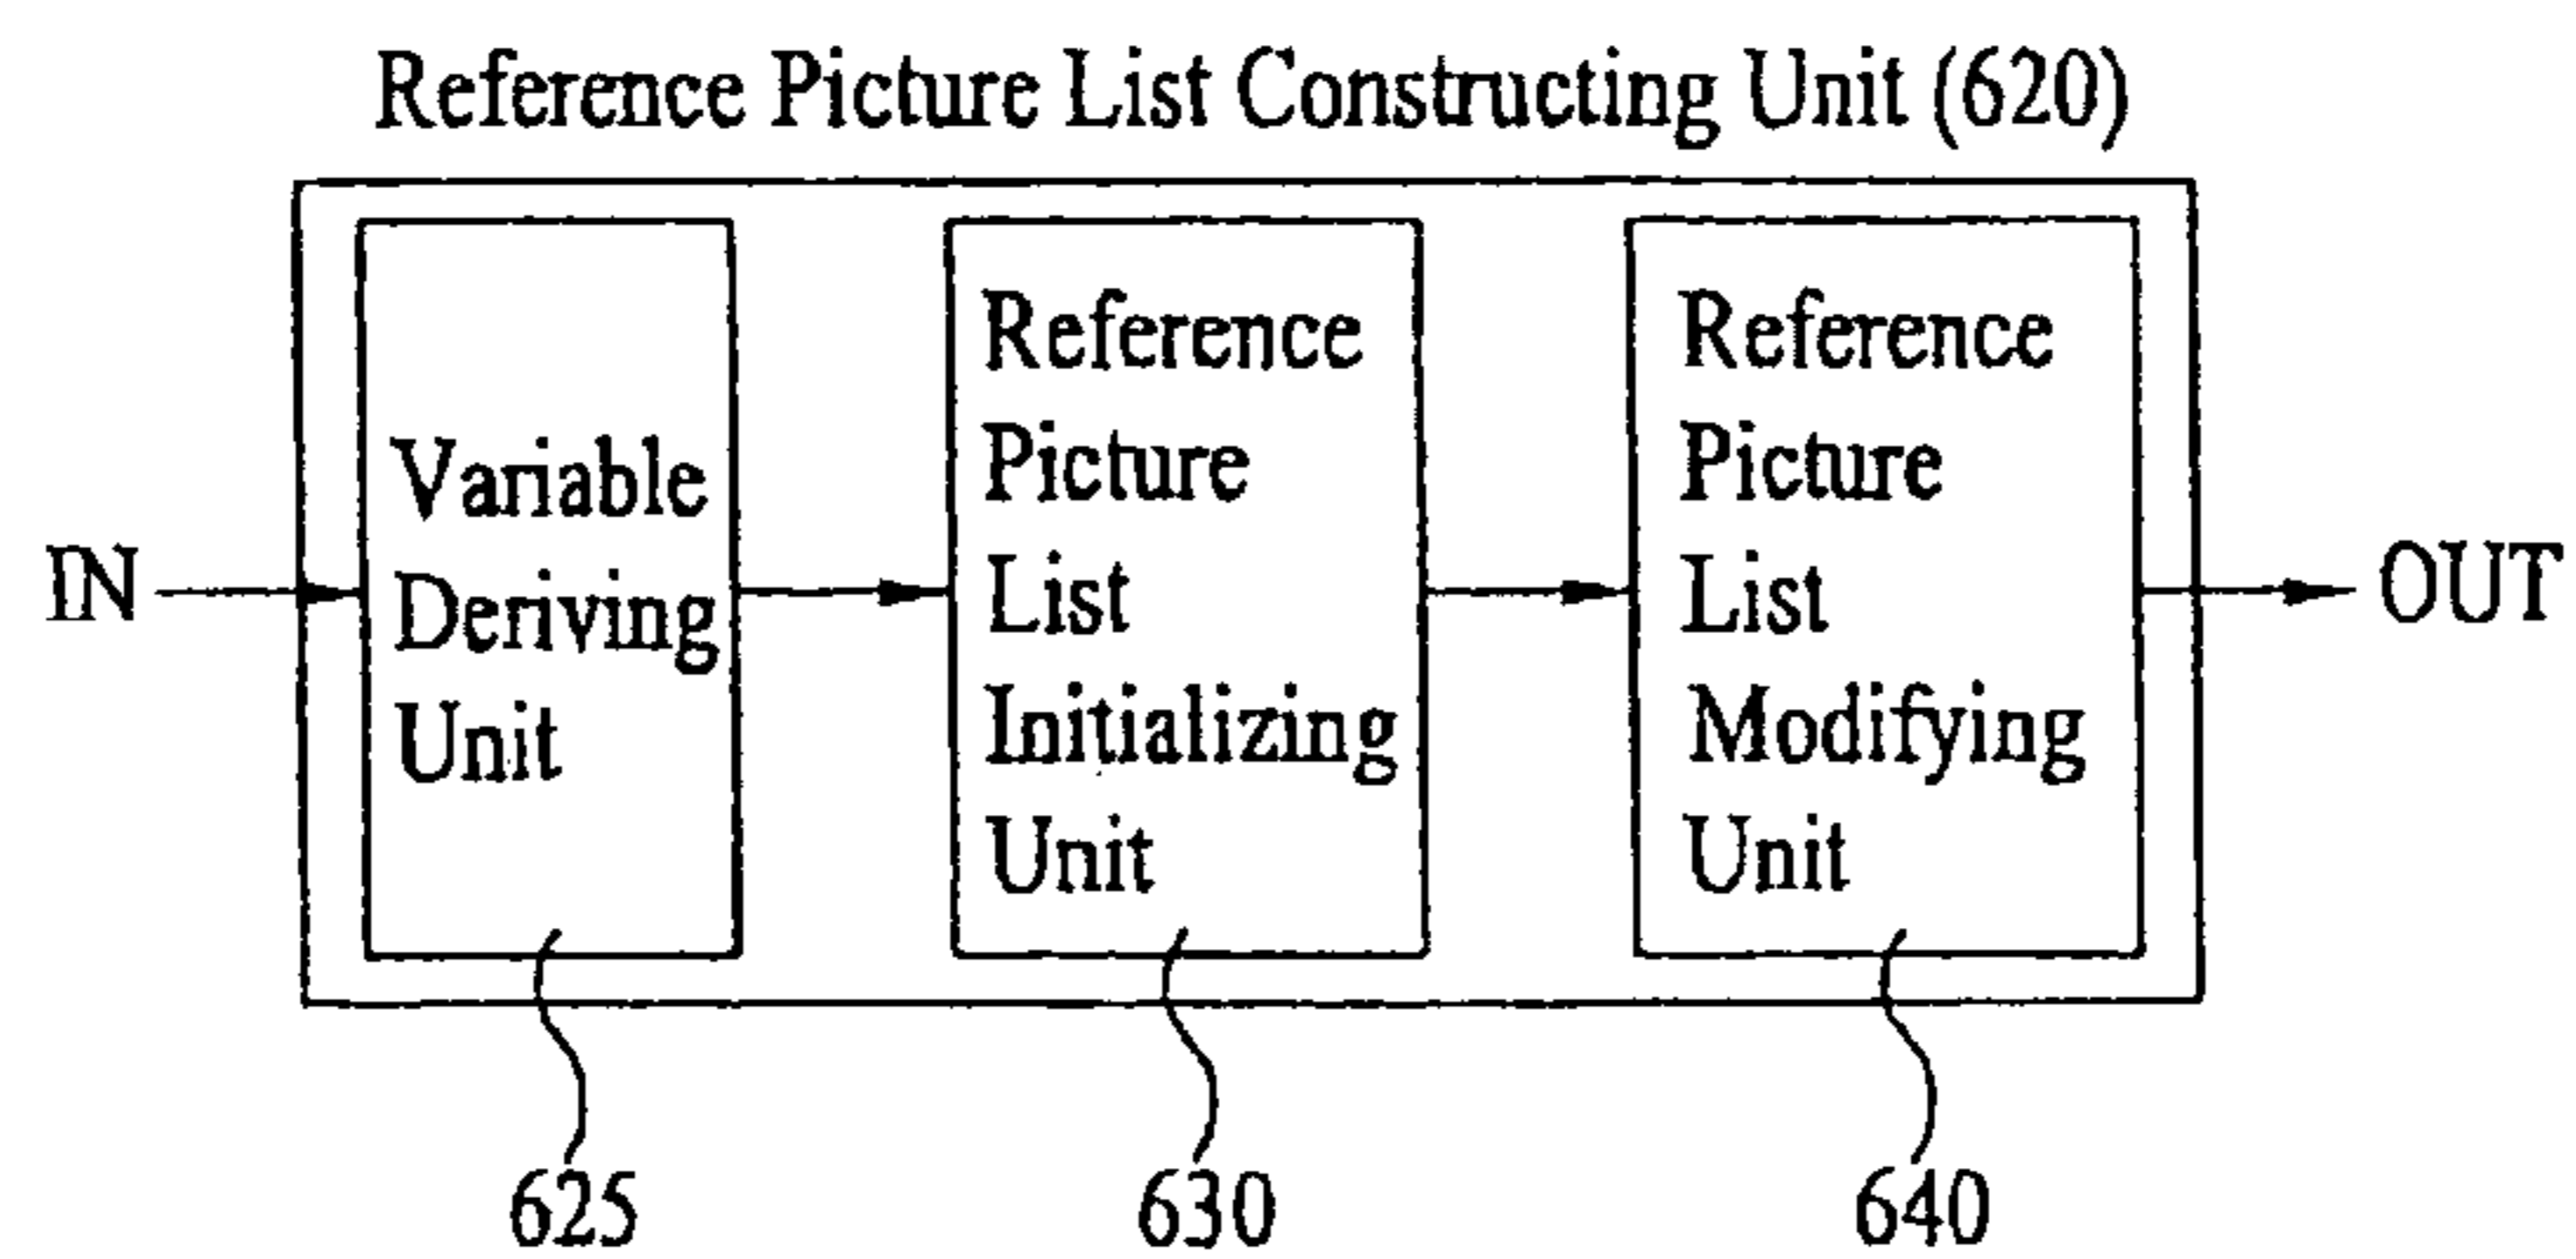 Reference Picture List Constructing Unit (620)
IN
Variable
Deriving
Unit
Reference
Picture
List
Initializing
Unit
Reference
Picture
List
Modifying
Unit
OUT
625
630
640